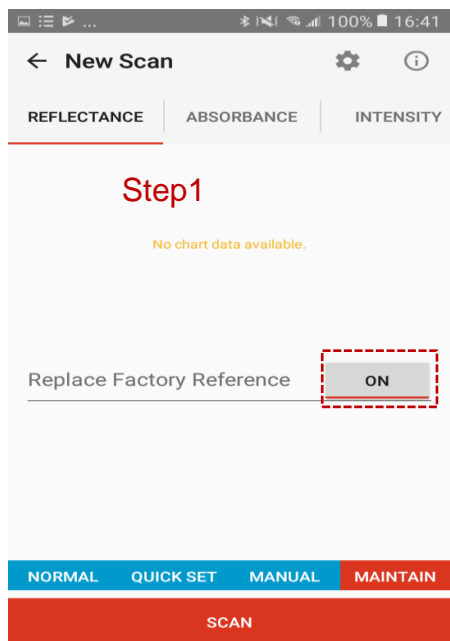 ... 100% 16:41
← New Scan
REFLECTANCE ABSORBANCE INTENSITY
Step1
No chart data available.
Replace Factory Reference ON
NORMAL QUICK SET MANUAL MAINTAIN
SCAN